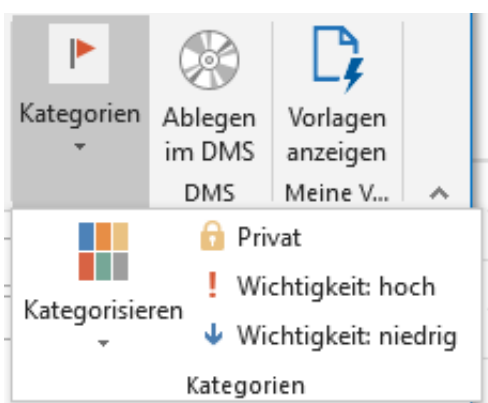 Kategorien
Ablegen
im DMS
Vorlagen
anzeigen
DMS
Meine V...
Kategorisieren
Privat
Wichtigkeit: hoch
Wichtigkeit: niedrig
Kategorien